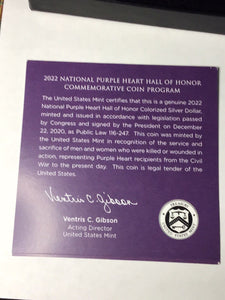 2022 NATIONAL PURPLE HEART HALL OF HONOR
COMMEMORATIVE COIN PROGRAM
The United States Mint certifies that this is a genuine 2022
National Purple Heart Hall of Honor Colorized Silver Dollar,
minted and issued in accordance with legislation passed
by Congress and signed by the President on December
22, 2020, as Public Law 116-247. This coin was minted by
the United States Mint in recognition of the service and
sacrifice of men and women who were killed or wounded in
action, representing Purple Heart recipients from the Civil
War to the present day. This coin is legal tender of the
United States.
Ventris C. Gibson
Ventris C. Gibson
Acting Director
United States Mint